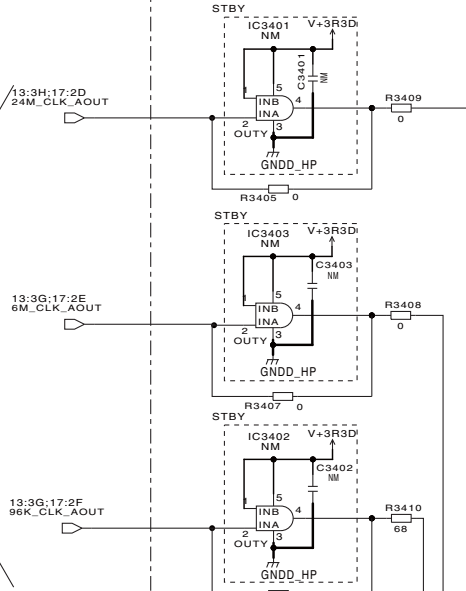 STBY
IC3401
NM
V+3R3D
C3401
NM
13:3H;17:2D
24M_CLK_AOUT
1
5
INB
INA
4
2
3
OUTY
GNDD_HP
R3409
0
R3405 0
STBY
IC3403
NM
V+3R3D
C3403
NM
13:3G;17:2E
6M_CLK_AOUT
1
5
INB
INA
4
2
3
OUTY
GNDD_HP
R3408
0
R3407 0
STBY
IC3402
NM
V+3R3D
C3402
NM
13:3G;17:2F
96K_CLK_AOUT
1
5
INB
INA
4
2
3
OUTY
GNDD_HP
R3410
68